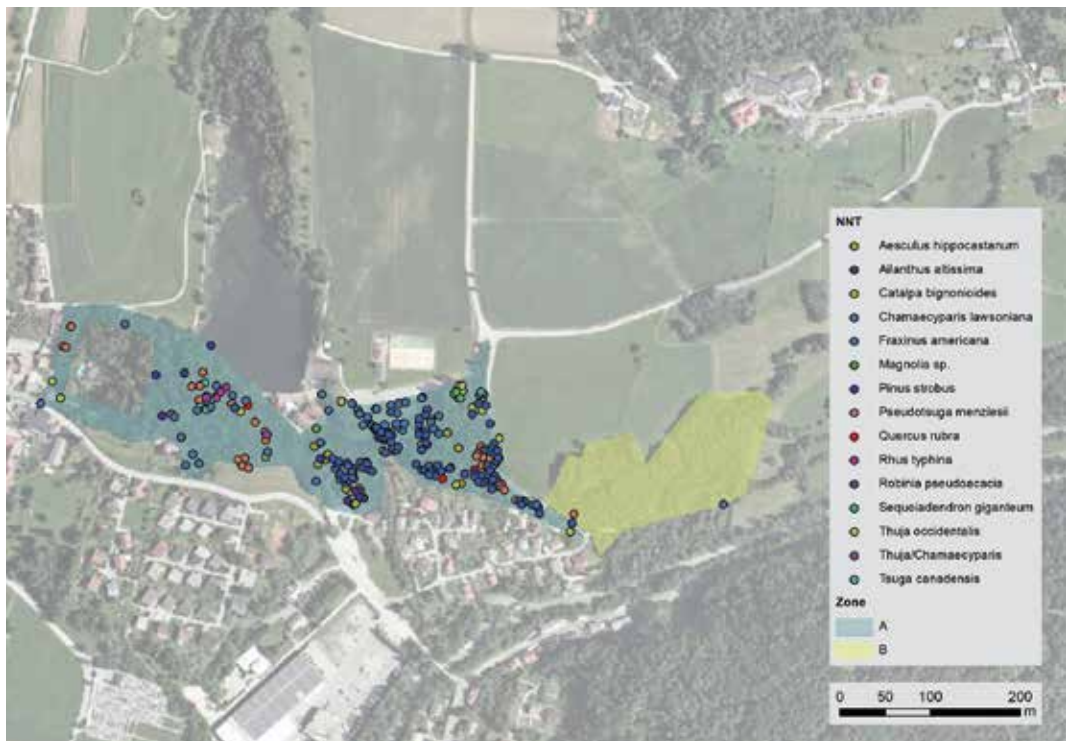 NNT
Aesculus hippocastanum
Ailanthus altissima
Catalpa bignonioides
Chamaecyparis lawsoniana
Fraxinus americana
Magnolia sp.
Pinus strobus
Pseudotsuga menziesii
Quercus rubra
Rhus typhina
Robinia pseudoacacia
Sequoiadendron giganteum
Thuja occidentalis
Thuja/Chamaecyparis
Tsuga canadensis
Zone
A
B
0 50 100 200
m